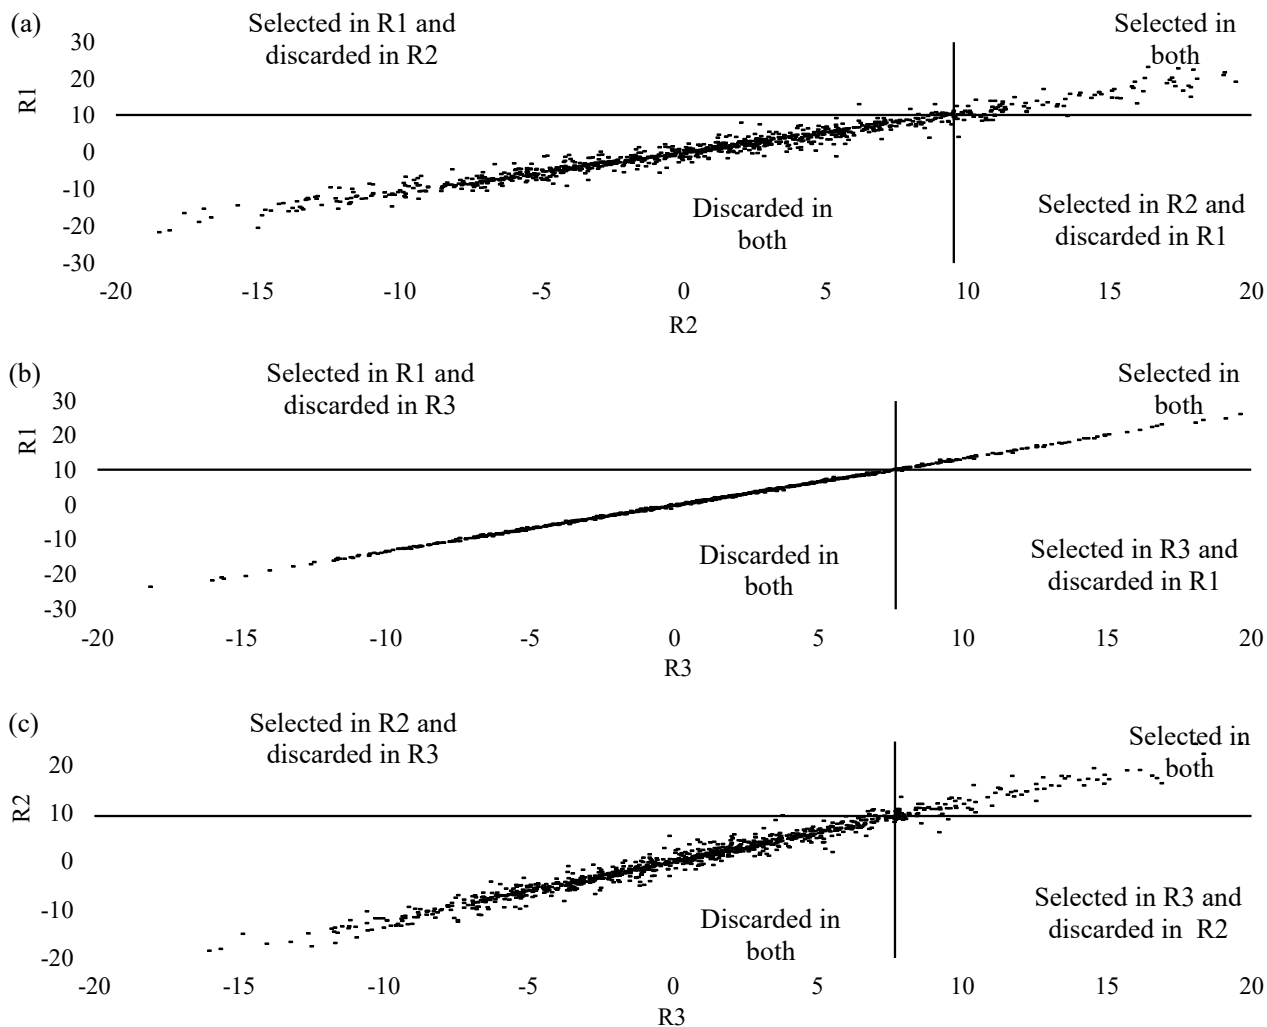 (a)
Selected in R1 and
discarded in R2
Selected in
both
30
20
10
0
-10
-20
-30
R1
Discarded in
both
Selected in R2 and
discarded in R1
-20 -15 -10 -5 0 5 10 15 20
R2
(b)
Selected in R1 and
discarded in R3
Selected in
both
30
20
10
0
-10
-20
-30
R1
Discarded in
both
Selected in R3 and
discarded in R1
-20 -15 -10 -5 0 5 10 15 20
R3
(c)
Selected in R2 and
discarded in R3
Selected in
both
20
10
0
-10
-20
R2
Discarded in
both
Selected in R3 and
discarded in R2
-20 -15 -10 -5 0 5 10 15 20
R3